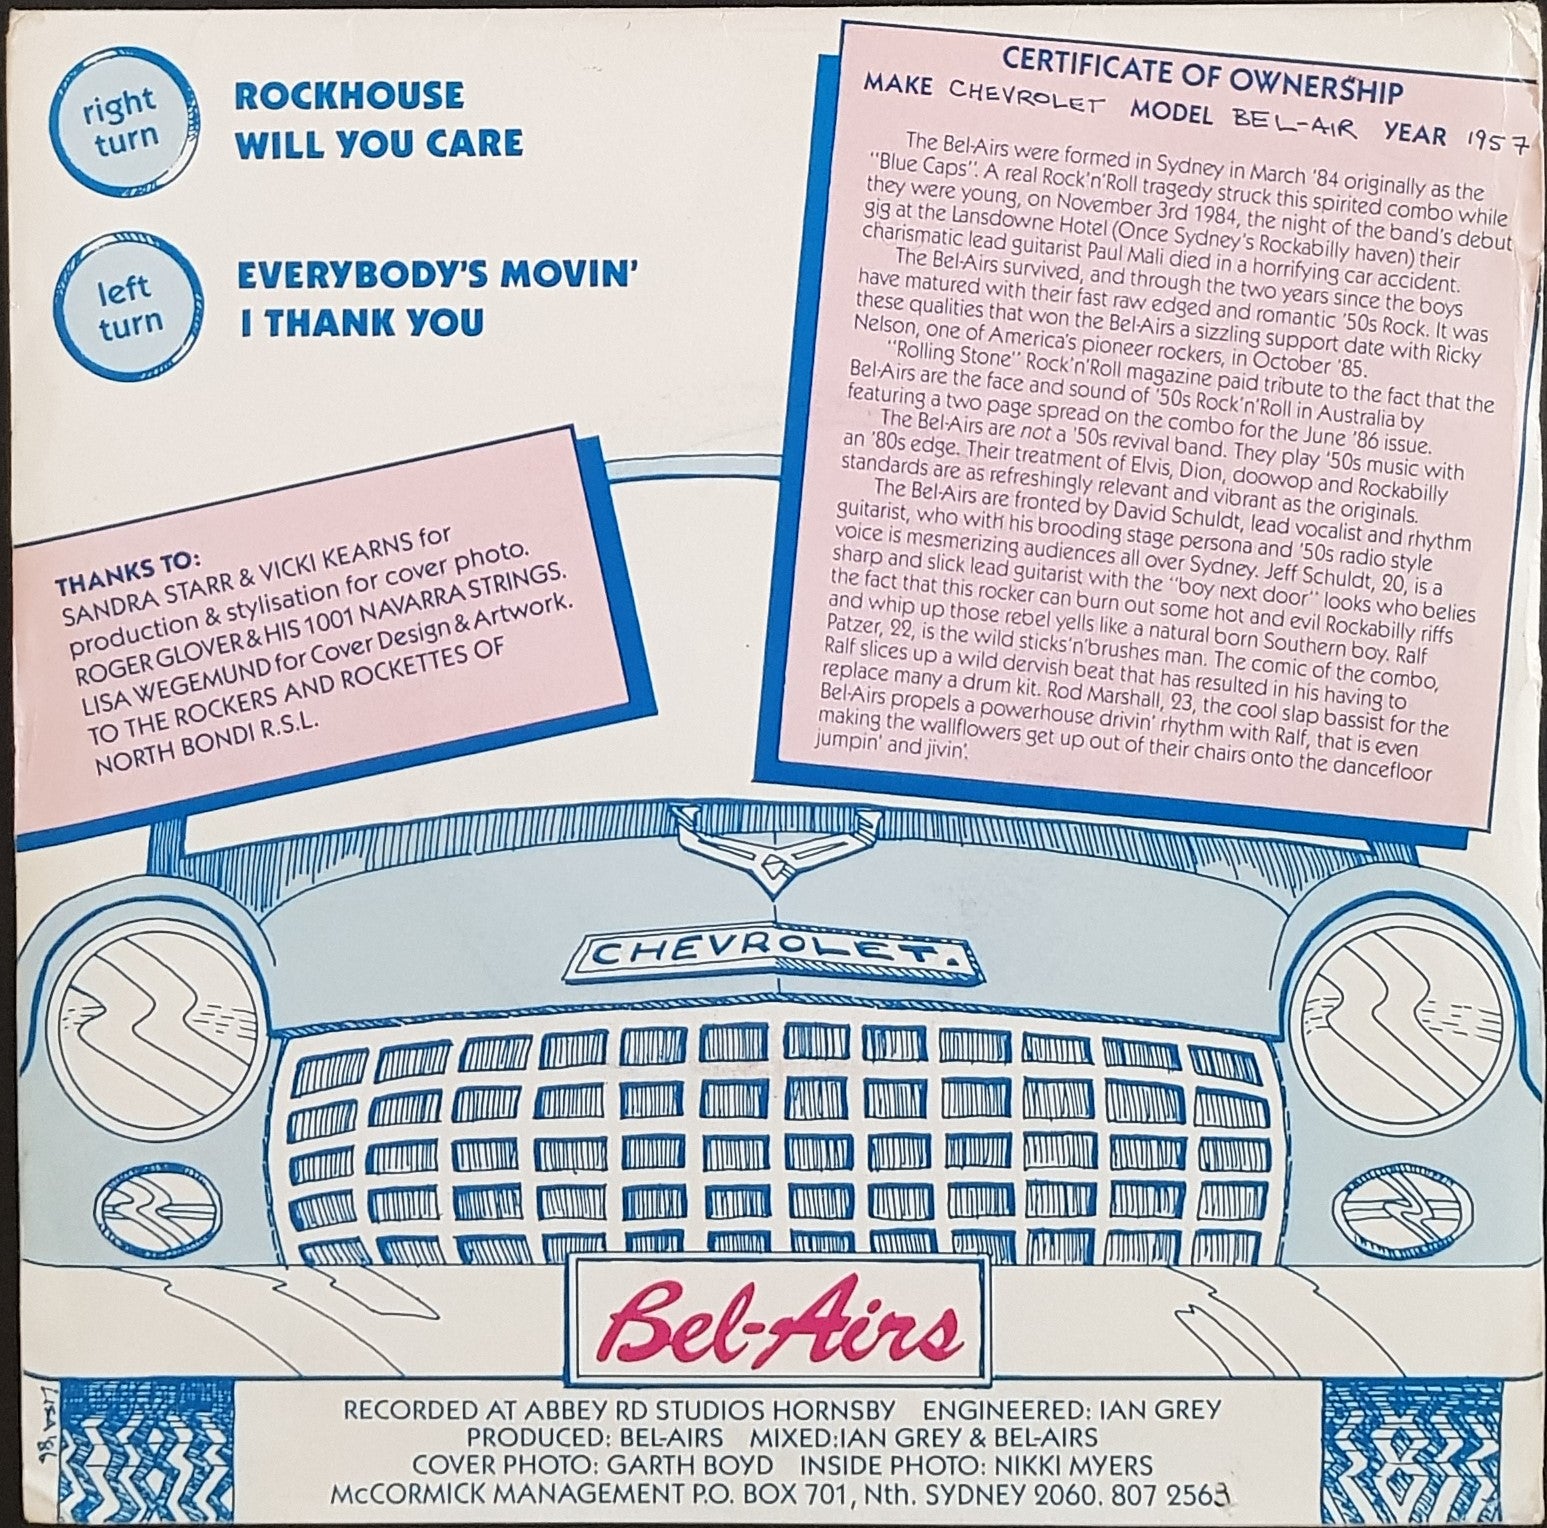 right
turn
ROCKHOUSE
WILL YOU CARE
left
turn
EVERYBODY'S MOVIN'
I THANK YOU
CERTIFICATE OF OWNERSHIP
MAKE CHEVROLET MODEL BEL-AIR YEAR 1957
The Bel-Airs were formed in Sydney in March '84 originally as the
"Blue Caps". A real Rock'n'Roll tragedy struck this spirited combo while
they were young, on November 3rd 1984, the night of the band's debut
gig at the Lansdowne Hotel (Once Sydney's Rockabilly haven) their
charismatic lead guitarist Paul Mali died in a horrifying car accident.
The Bel-Airs survived, and through the two years since the boys
have matured with their fast raw edged and romantic '50s Rock. It was
these qualities that won the Bel-Airs a sizzling support date with Ricky
Nelson, one of America's pioneer rockers, in October '85.
"Rolling Stone" Rock'n'Roll magazine paid tribute to the fact that the
Bel-Airs are the face and sound of '50s Rock'n'Roll in Australia by
featuring a two page spread on the combo for the June '86 issue.
The Bel-Airs are not a '50s revival band. They play '50s music with
an '80s edge. Their treatment of Elvis, Dion, doowop and Rockabilly
standards are as refreshingly relevant and vibrant as the originals.
The Bel-Airs are fronted by David Schuldt, lead vocalist and rhythm
guitarist, who with his brooding stage persona and '50s radio style
voice is mesmerizing audiences all over Sydney. Jeff Schuldt, 20, is a
sharp and slick lead guitarist with the "boy next door" looks who belies
the fact that this rocker can burn out some hot and evil Rockabilly riffs
and whip up those rebel yells like a natural born Southern boy. Ralf
Patzer, 22, is the wild sticks'n'brushes man. The comic of the combo,
Ralf slices up a wild dervish beat that has resulted in his having to
replace many a drum kit. Rod Marshall, 23, the cool slap bassist for the
Bel-Airs propels a powerhouse drivin' rhythm with Ralf, that is even
making the wallflowers get up out of their chairs onto the dancefloor
jumpin' and jivin'.
THANKS TO:
SANDRA STARR & VICKI KEARNS for
production & stylisation for cover photo.
ROGER GLOVER & HIS 1001 NAVARRA STRINGS.
LISA WEGEMUND for Cover Design & Artwork.
TO THE ROCKERS AND ROCKETTES OF
NORTH BONDI R.S.L.
CHEVROLET.
Bel-Airs
LISA '86
RECORDED AT ABBEY RD STUDIOS HORNSBY ENGINEERED: IAN GREY
PRODUCED: BEL-AIRS MIXED:IAN GREY & BEL-AIRS
COVER PHOTO: GARTH BOYD INSIDE PHOTO: NIKKI MYERS
McCORMICK MANAGEMENT P.O. BOX 701, Nth. SYDNEY 2060. 807 2563